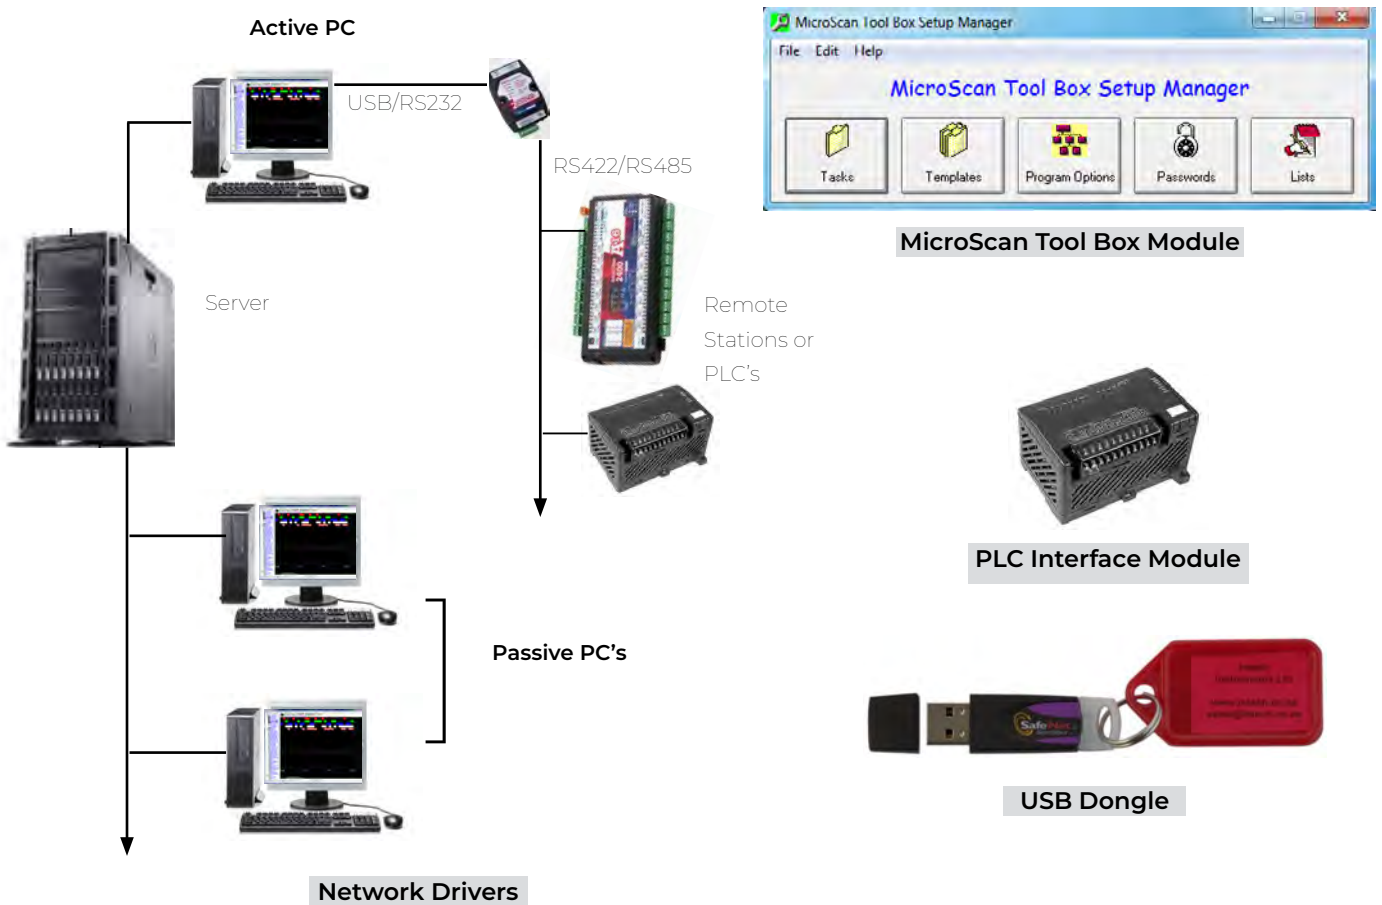 Active PC
USB/RS232
RS422/RS485
Server
Remote
Stations or
PLC's
Passive PC's
Network Drivers
MicroScan Tool Box Setup Manager
File Edit Help
MicroScan Tool Box Setup Manager
Tasks Templates Program Options Passwords Lists
MicroScan Tool Box Module
PLC Interface Module
SafeNet
USB Dongle